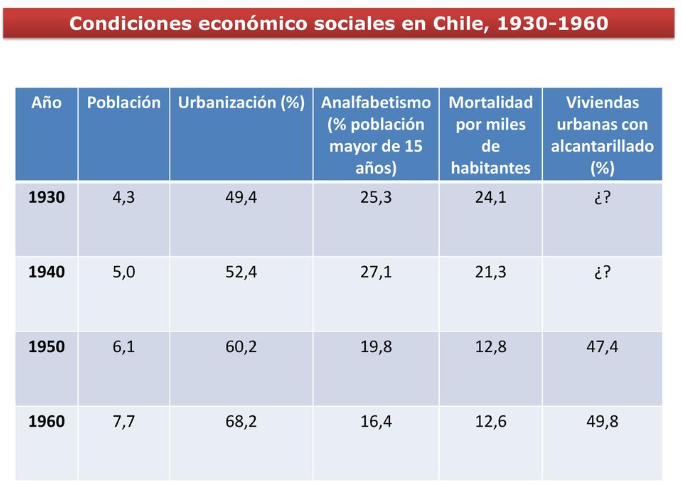 Condiciones económico sociales en Chile, 1930-1960
Año Población Urbanización (%) Analfabetismo (% población mayor de 15 años) Mortalidad por miles de habitantes Viviendas urbanas con alcantarillado (%)
1930 4,3 49,4 25,3 24,1 ¿?
1940 5,0 52,4 27,1 21,3 ¿?
1950 6,1 60,2 19,8 12,8 47,4
1960 7,7 68,2 16,4 12,6 49,8